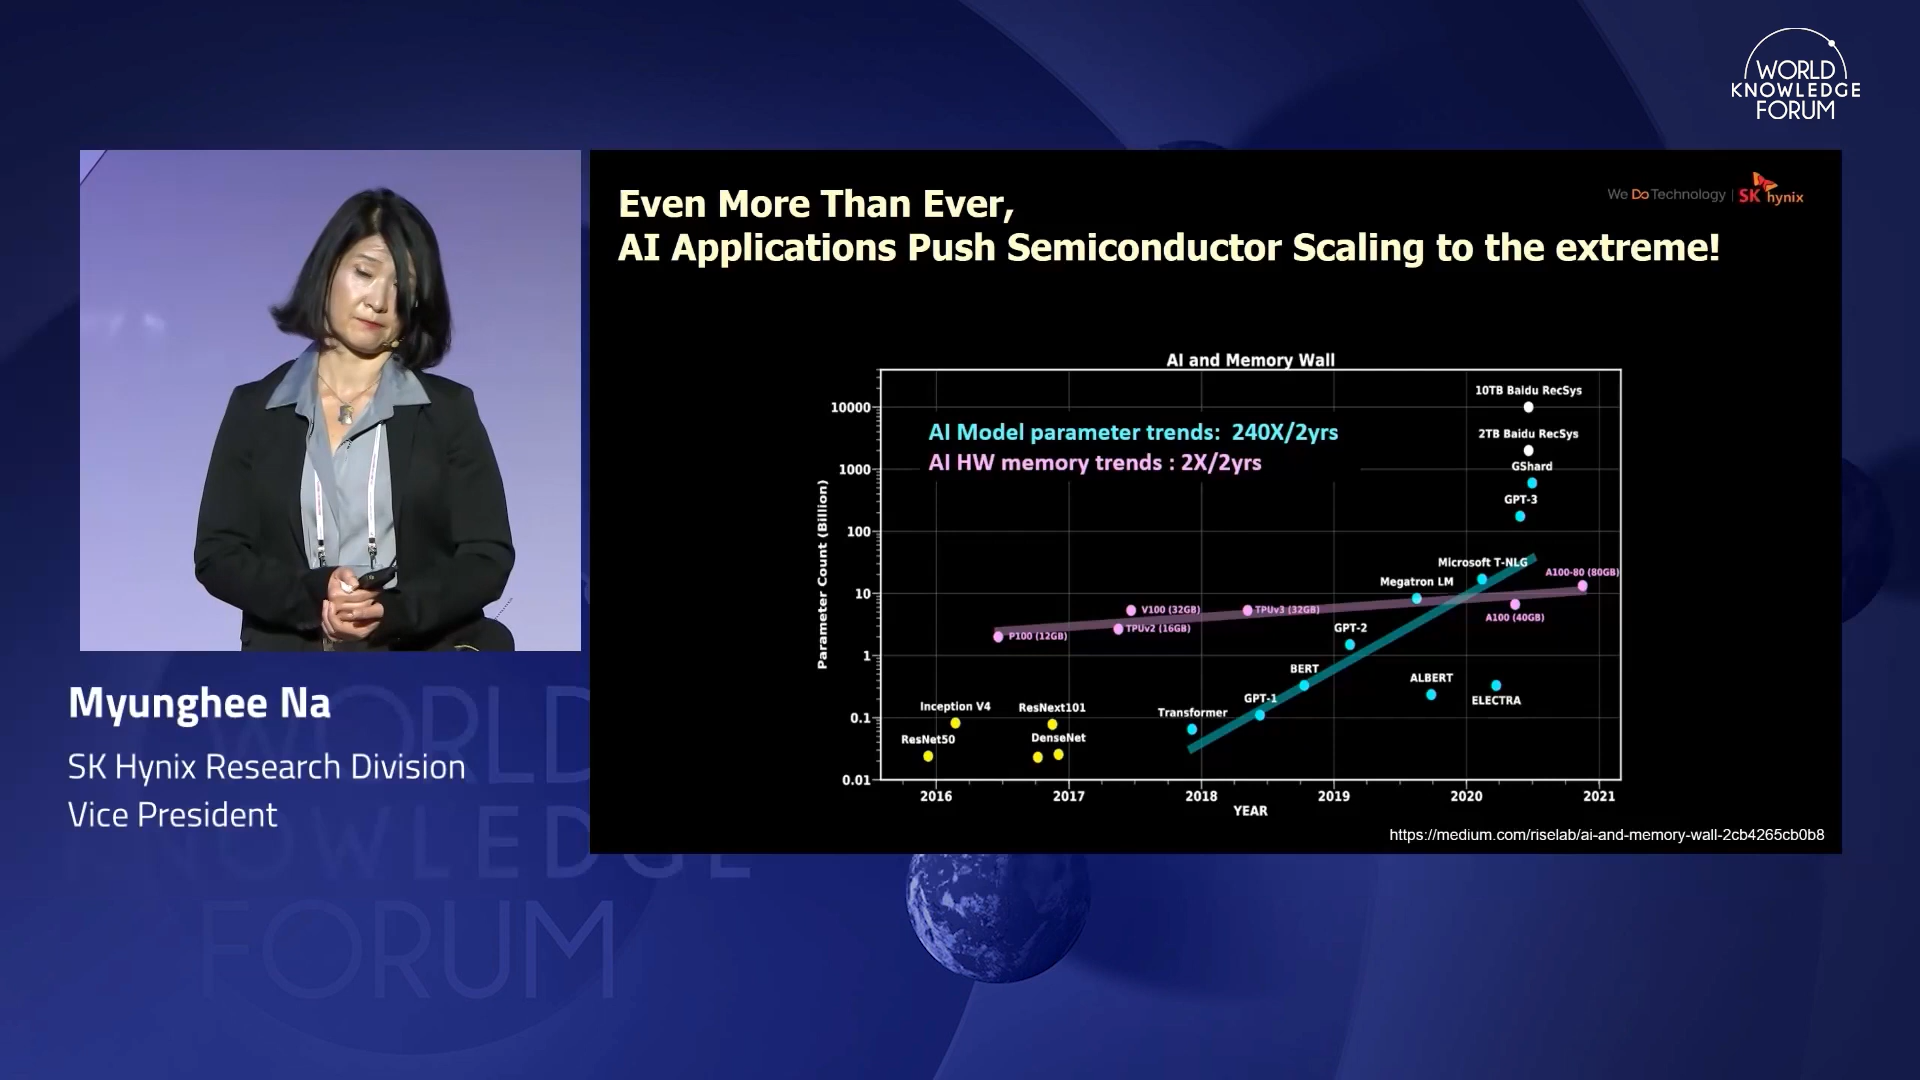 WORLD
KNOWLEDGE
FORUM
We Do Technology | SK hynix
Even More Than Ever,
AI Applications Push Semiconductor Scaling to the extreme!
AI and Memory Wall
AI Model parameter trends: 240X/2yrs
AI HW memory trends : 2X/2yrs
10TB Baidu RecSys
2TB Baidu RecSys
GShard
GPT-3
Microsoft T-NLG
A100-80 (80GB)
Megatron LM
V100 (32GB)
TPUv3 (32GB)
A100 (40GB)
P100 (12GB)
TPUv2 (16GB)
GPT-2
BERT
ALBERT
GPT-1
ELECTRA
Inception V4
ResNext101
Transformer
ResNet50
DenseNet
Parameter Count (Billion)
10000
1000
100
10
1
0.1
0.01
2016 2017 2018 2019 2020 2021
YEAR
https://medium.com/riselab/ai-and-memory-wall-2cb4265cb0b8
Myunghee Na
SK Hynix Research Division
Vice President
WORLD
KNOWLEDGE
FORUM